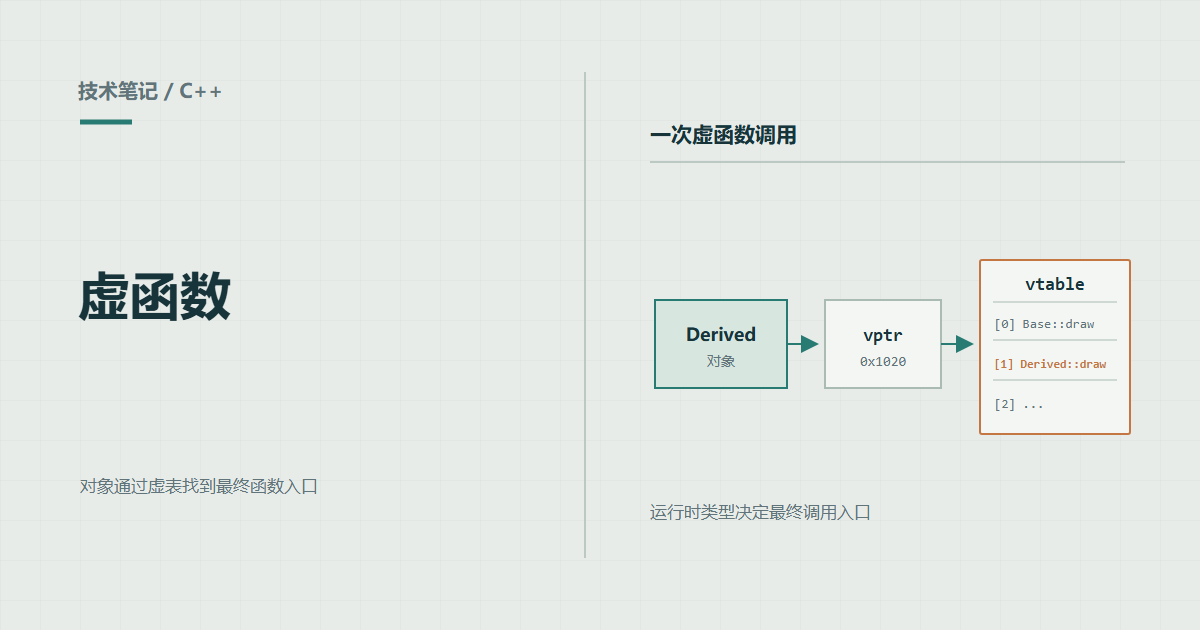 技术笔记 / C++
虚函数
对象通过虚表找到最终函数入口
一次虚函数调用
Derived
对象
vptr
0x1020
vtable
[0] Base::draw
[1] Derived::draw
[2] ...
运行时类型决定最终调用入口